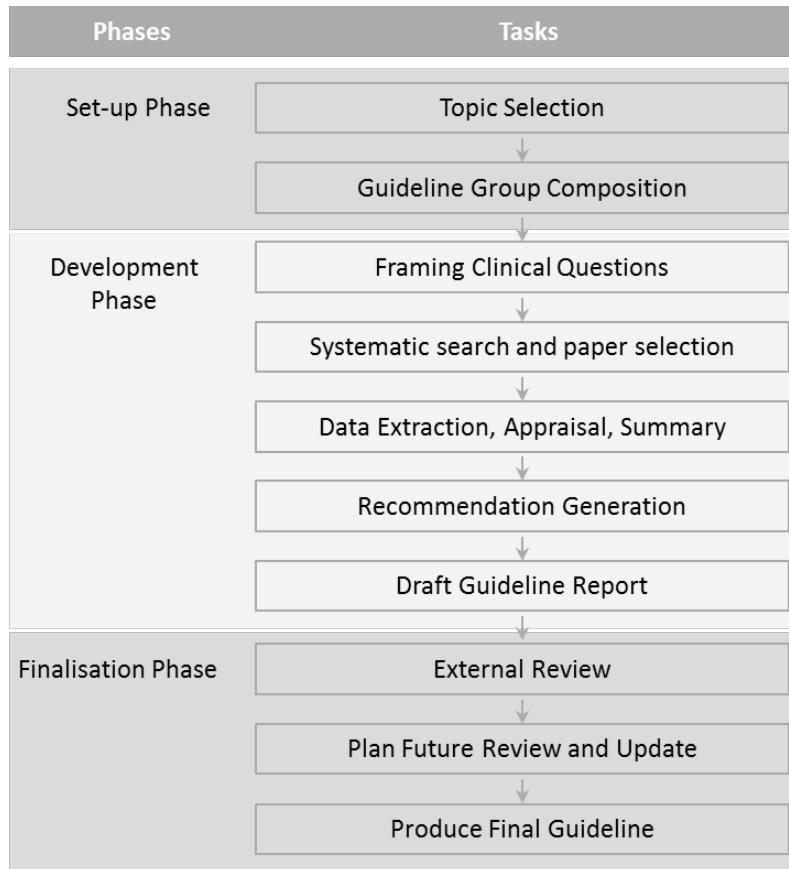 Phases Tasks
Set-up Phase Topic Selection
Guideline Group Composition
Development
Phase
Framing Clinical Questions
Systematic search and paper selection
Data Extraction, Appraisal, Summary
Recommendation Generation
Draft Guideline Report
Finalisation Phase External Review
Plan Future Review and Update
Produce Final Guideline